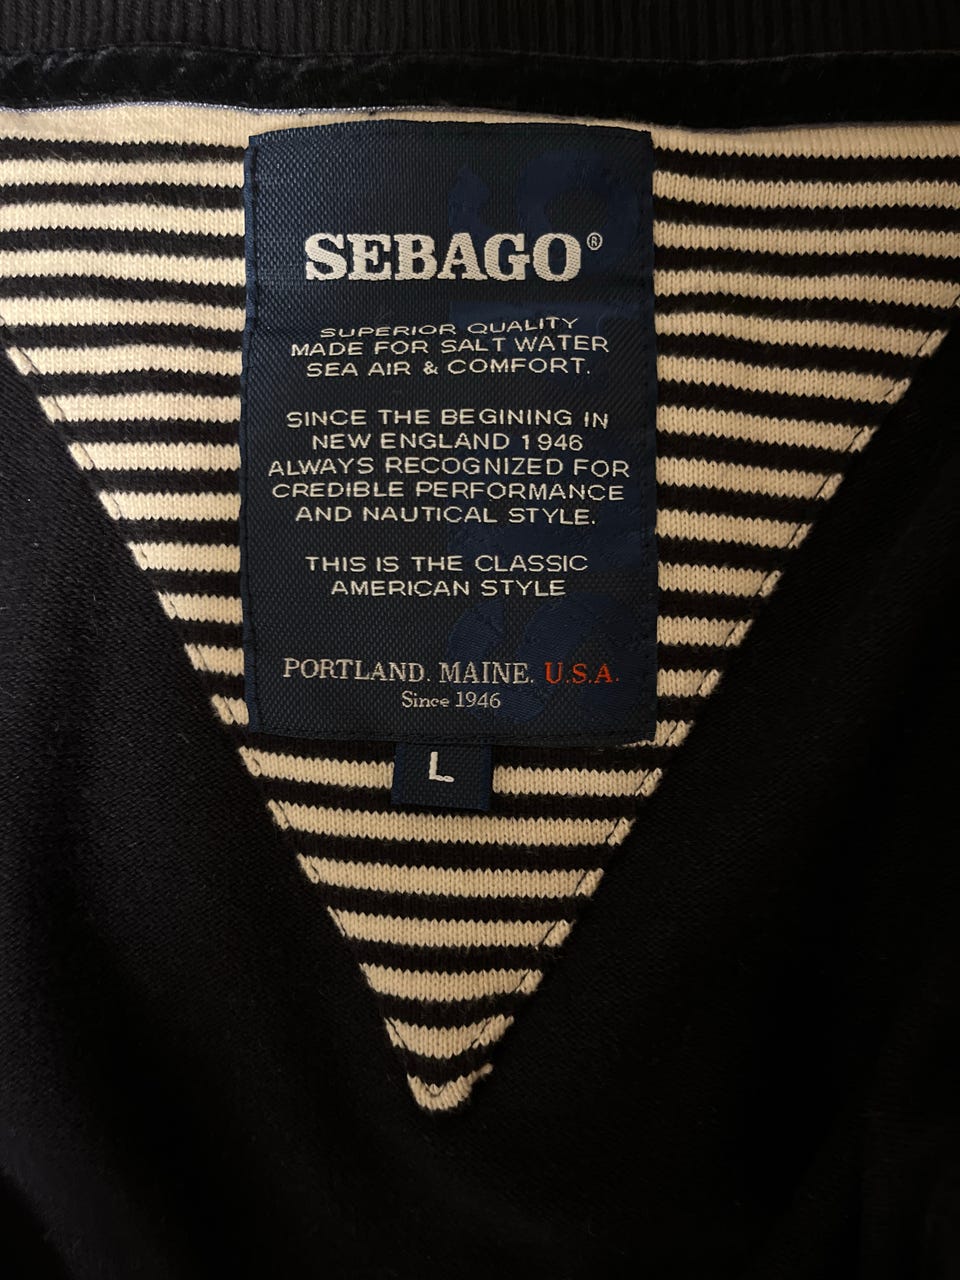 SEBAGO®
SUPERIOR QUALITY
MADE FOR SALT WATER
SEA AIR & COMFORT.
SINCE THE BEGINING IN
NEW ENGLAND 1946
ALWAYS RECOGNIZED FOR
CREDIBLE PERFORMANCE
AND NAUTICAL STYLE.
THIS IS THE CLASSIC
AMERICAN STYLE
PORTLAND. MAINE. U.S.A.
Since 1946
L